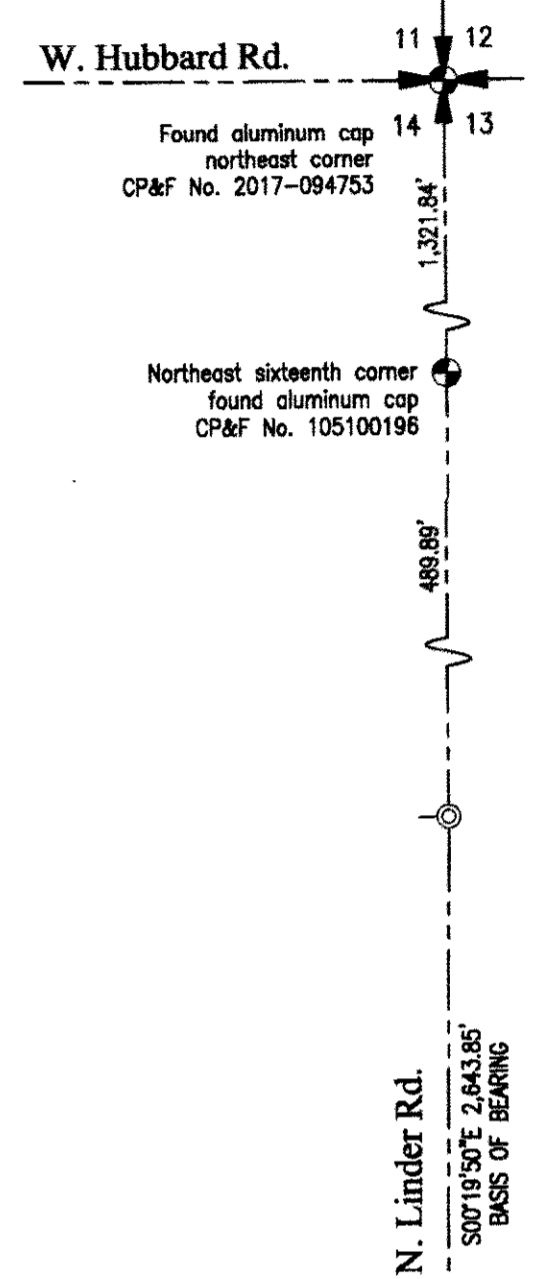 W. Hubbard Rd.
11
12
14
13
Found aluminum cap
northeast corner
CP&F No. 2017-094753
1,321.84'
Northeast sixteenth corner
found aluminum cap
CP&F No. 105100196
489.89'
N. Linder Rd.
S00°19'50"E 2,643.85'
BASIS OF BEARING